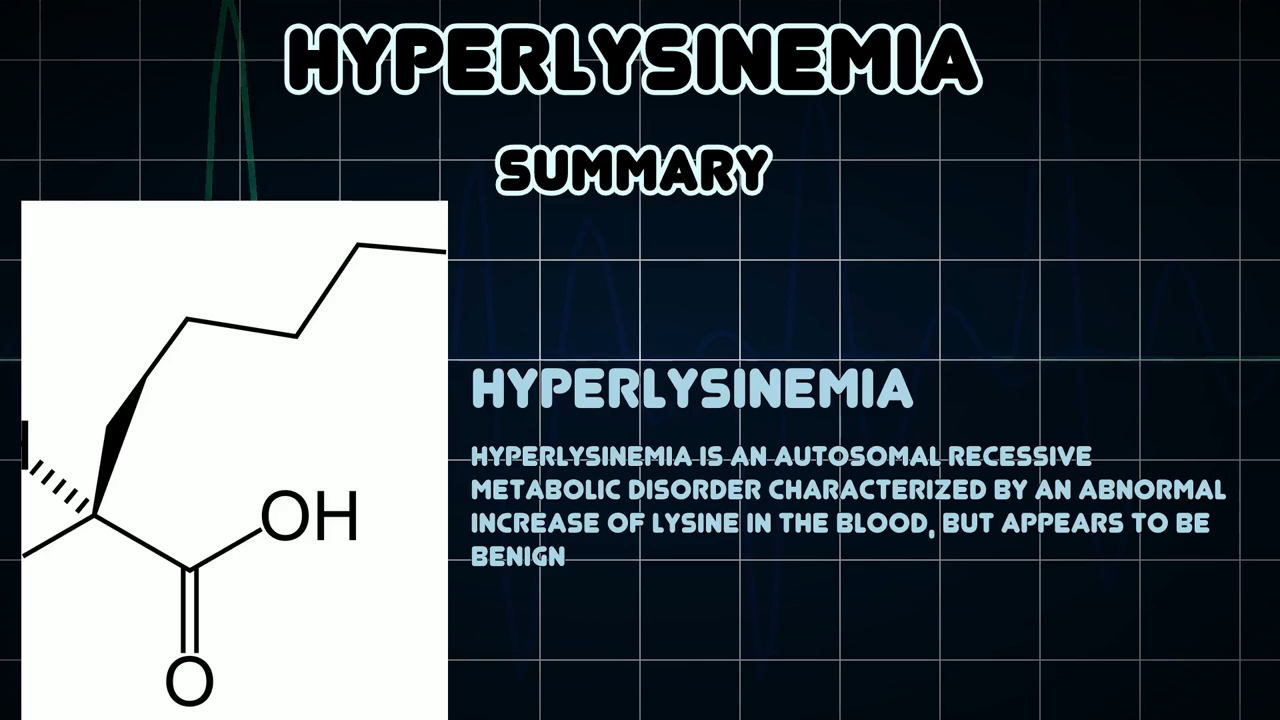 HYPERLYSINEMIA
SUMMARY
HYPERLYSINEMIA
HYPERLYSINEMIA IS AN AUTOSOMAL RECESSIVE
METABOLIC DISORDER CHARACTERIZED BY AN ABNORMAL
INCREASE OF LYSINE IN THE BLOOD, BUT APPEARS TO BE
BENIGN
OH
O